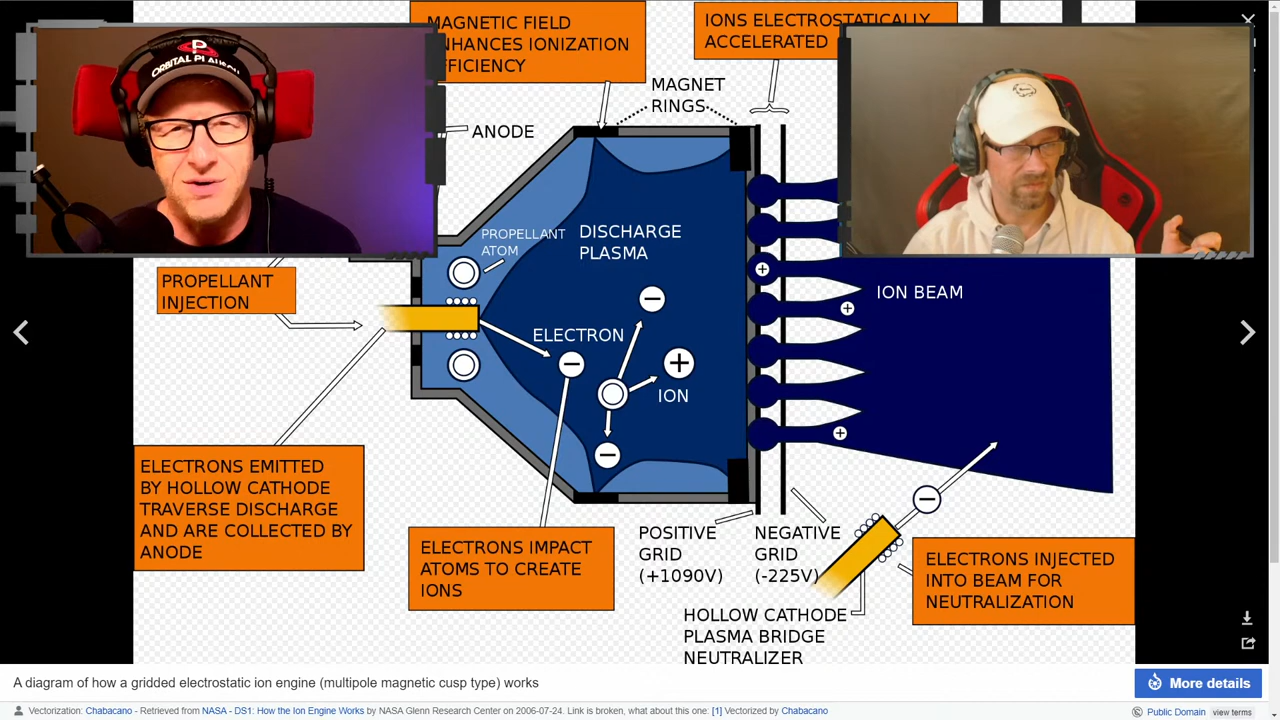 MAGNETIC FIELD
ENHANCES IONIZATION
EFFICIENCY
IONS ELECTROSTATICALLY
ACCELERATED
MAGNET
RINGS
ANODE
PROPELLANT
ATOM
DISCHARGE
PLASMA
PROPELLANT
INJECTION
ION BEAM
ELECTRON
ION
ELECTRONS EMITTED
BY HOLLOW CATHODE
TRAVERSE DISCHARGE
AND ARE COLLECTED BY
ANODE
ELECTRONS IMPACT
ATOMS TO CREATE
IONS
POSITIVE
GRID
(+1090V)
NEGATIVE
GRID
(-225V)
ELECTRONS INJECTED
INTO BEAM FOR
NEUTRALIZATION
HOLLOW CATHODE
PLASMA BRIDGE
NEUTRALIZER
A diagram of how a gridded electrostatic ion engine (multipole magnetic cusp type) works
More details
Vectorization: Chabacano - Retrieved from NASA - DS1: How the Ion Engine Works by NASA Glenn Research Center on 2006-07-24. Link is broken, what about this one: [1] Vectorized by Chabacano
Public Domain view terms